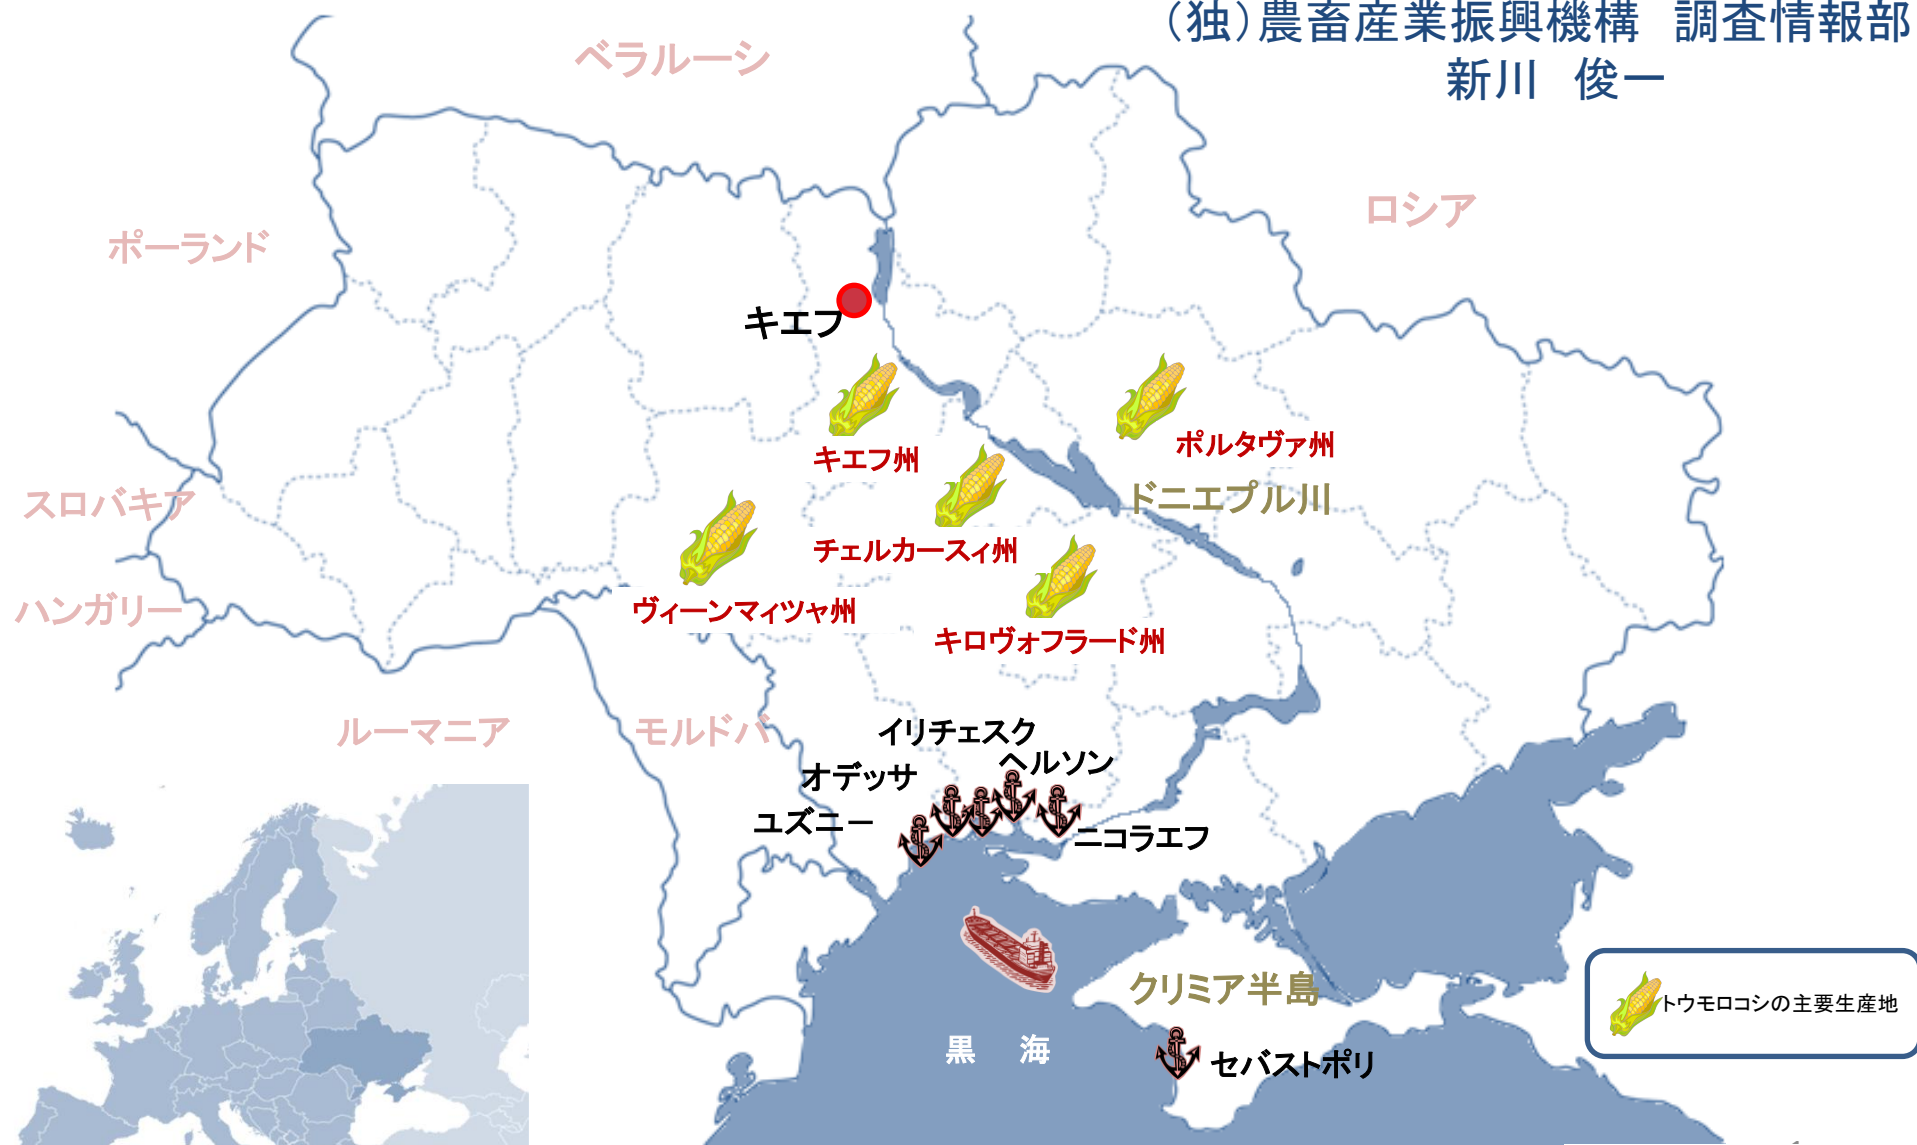 (独)農畜産業振興機構 調査情報部
新川 俊一
ベラルーシ
ロシア
ポーランド
キエフ
キエフ州
ポルタヴァ州
スロバキア
ドニエプル川
チェルカースィ州
ハンガリー
ヴィーンマィツャ州
キロヴォフラード州
ルーマニア
モルドバ
イリチェスク
ヘルソン
オデッサ
ユズニー
ニコラエフ
クリミア半島
トウモロコシの主要生産地
黒 海
セバストポリ